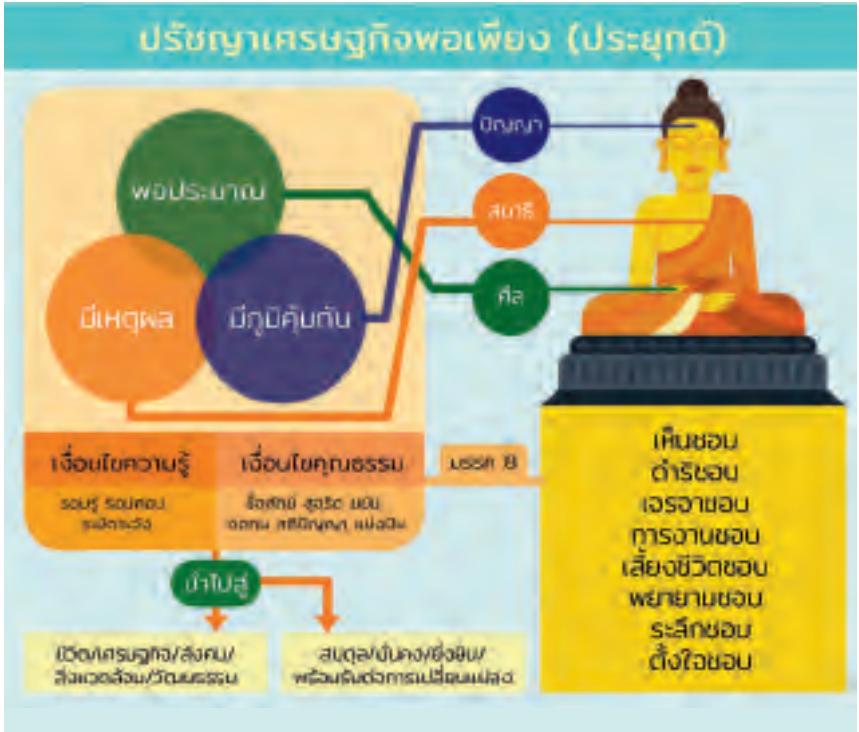 ปรัชญาเศรษฐกิจพอเพียง (ประยุกต์)
พอประมาณ
มีเหตุผล
มีภูมิคุ้มกัน
ปัญญา
สมาธิ
ศีล
เงื่อนไขความรู้
รอบรู้ รอบคอบ
ระมัดระวัง
เงื่อนไขคุณธรรม
ซื่อสัตย์ สุจริต ขยัน
อดทน สติปัญญา แบ่งปัน
มรรค 8
นำไปสู่
ชีวิต/เศรษฐกิจ/สังคม/
สิ่งแวดล้อม/วัฒนธรรม
สมดุล/มั่นคง/ยั่งยืน/
พร้อมรับต่อการเปลี่ยนแปลง
เห็นชอบ
ดำริชอบ
เจรจาชอบ
การงานชอบ
เลี้ยงชีวิตชอบ
พยายามชอบ
ระลึกชอบ
ตั้งใจชอบ